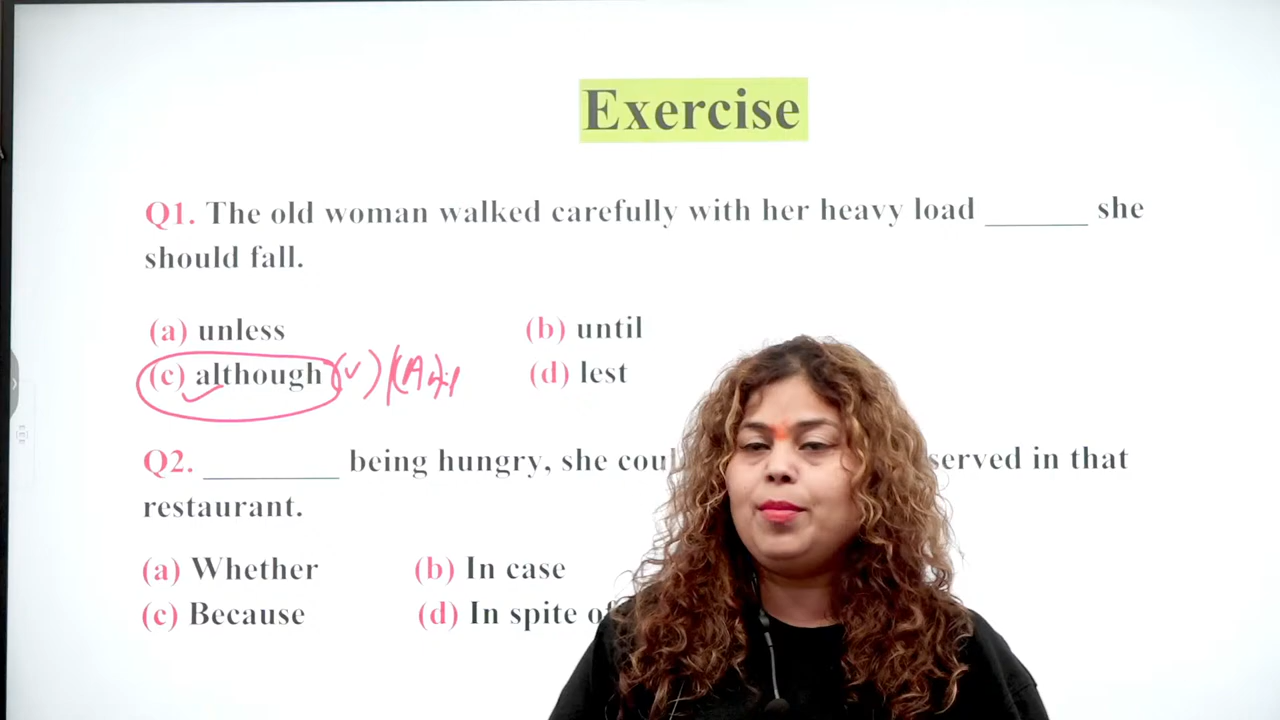 Exercise
Q1. The old woman walked carefully with her heavy load _______ she
should fall.
(a) unless (b) until
(c) although (d) lest
Q2. _________ being hungry, she served in that
restaurant.
(a) Whether (b) In case
(c) Because (d) In spite of